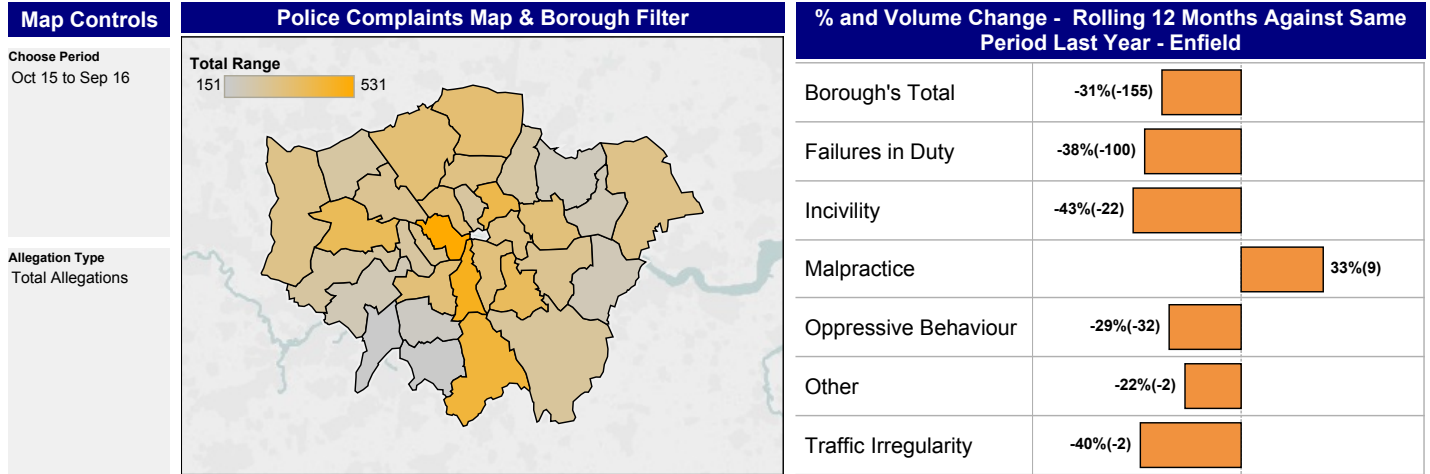 Map Controls
Choose Period
Oct 15 to Sep 16
Allegation Type
Total Allegations
Police Complaints Map & Borough Filter
Total Range
151 531
% and Volume Change - Rolling 12 Months Against Same
Period Last Year - Enfield
Borough's Total -31%(-155)
Failures in Duty -38%(-100)
Incivility -43%(-22)
Malpractice 33%(9)
Oppressive Behaviour -29%(-32)
Other -22%(-2)
Traffic Irregularity -40%(-2)